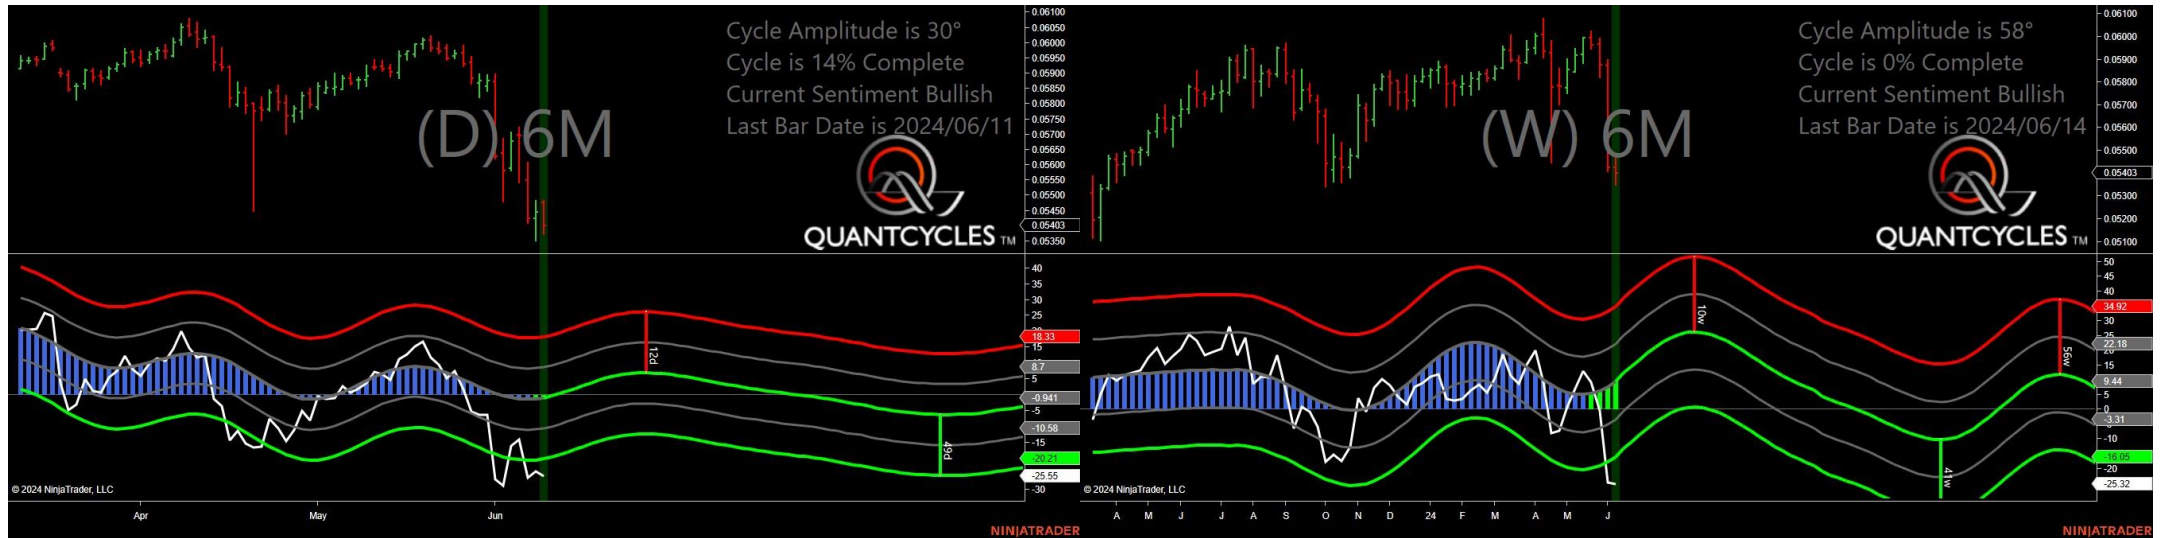 Cycle Amplitude is 30°
Cycle is 14% Complete
Current Sentiment Bullish
Last Bar Date is 2024/06/11
(D) 6M
QUANTCYCLES TM
0.06100
0.06050
0.06000
0.05950
0.05900
0.05850
0.05800
0.05750
0.05700
0.05650
0.05600
0.05550
0.05500
0.05450
0.05403
0.05350
40
35
30
25
18.33
15
8.7
5
-0.941
-5
-10.58
-15
-20.21
-25.55
-30
12d
49d
© 2024 NinjaTrader, LLC
Apr May Jun
NINJATRADER
Cycle Amplitude is 58°
Cycle is 0% Complete
Current Sentiment Bullish
Last Bar Date is 2024/06/14
(W) 6M
QUANTCYCLES TM
0.06100
0.06000
0.05900
0.05800
0.05700
0.05600
0.05500
0.05403
0.05300
0.05200
0.05100
50
45
40
34.92
30
25
22.18
20
15
9.44
5
0
-3.31
-10
-16.05
-20
-25.32
10w
41w
56w
© 2024 NinjaTrader, LLC
A M J J A S O N D 24 F M A M J
NINJATRADER